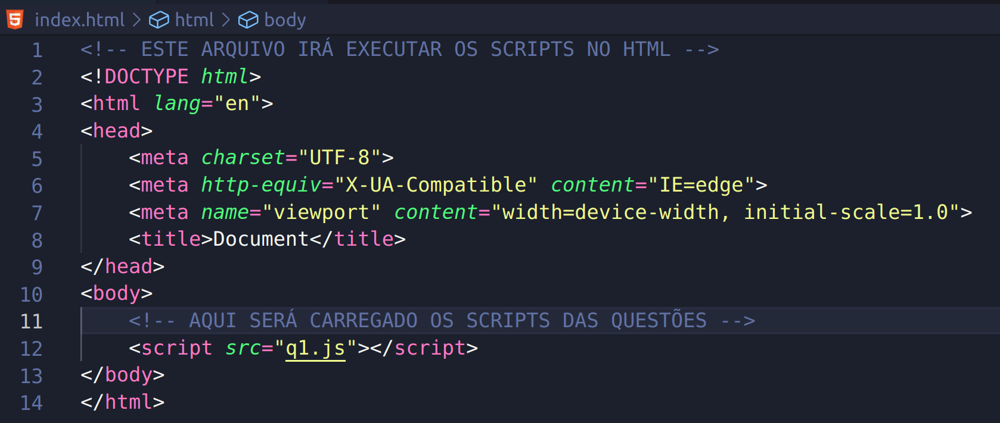 index.html > html > body
1 <!-- ESTE ARQUIVO IRÁ EXECUTAR OS SCRIPTS NO HTML -->
2 <!DOCTYPE html>
3 <html lang="en">
4 <head>
5     <meta charset="UTF-8">
6     <meta http-equiv="X-UA-Compatible" content="IE=edge">
7     <meta name="viewport" content="width=device-width, initial-scale=1.0">
8     <title>Document</title>
9 </head>
10 <body>
11     <!-- AQUI SERÁ CARREGADO OS SCRIPTS DAS QUESTÕES -->
12     <script src="q1.js"></script>
13 </body>
14 </html>